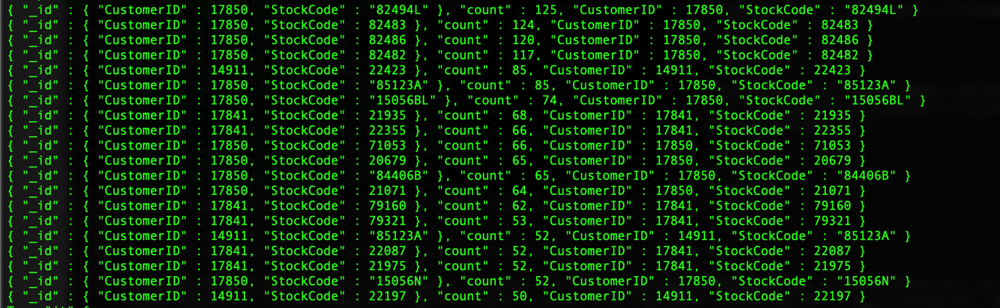 { "_id" : { "CustomerID" : 17850, "StockCode" : "82494L" }, "count" : 125, "CustomerID" : 17850, "StockCode" : "82494L" }
{ "_id" : { "CustomerID" : 17850, "StockCode" : 82483 }, "count" : 124, "CustomerID" : 17850, "StockCode" : 82483 }
{ "_id" : { "CustomerID" : 17850, "StockCode" : 82486 }, "count" : 120, "CustomerID" : 17850, "StockCode" : 82486 }
{ "_id" : { "CustomerID" : 17850, "StockCode" : 82482 }, "count" : 117, "CustomerID" : 17850, "StockCode" : 82482 }
{ "_id" : { "CustomerID" : 14911, "StockCode" : 22423 }, "count" : 85, "CustomerID" : 14911, "StockCode" : 22423 }
{ "_id" : { "CustomerID" : 17850, "StockCode" : "85123A" }, "count" : 85, "CustomerID" : 17850, "StockCode" : "85123A" }
{ "_id" : { "CustomerID" : 17850, "StockCode" : "15056BL" }, "count" : 74, "CustomerID" : 17850, "StockCode" : "15056BL" }
{ "_id" : { "CustomerID" : 17841, "StockCode" : 21935 }, "count" : 68, "CustomerID" : 17841, "StockCode" : 21935 }
{ "_id" : { "CustomerID" : 17841, "StockCode" : 22355 }, "count" : 66, "CustomerID" : 17841, "StockCode" : 22355 }
{ "_id" : { "CustomerID" : 17850, "StockCode" : 71053 }, "count" : 66, "CustomerID" : 17850, "StockCode" : 71053 }
{ "_id" : { "CustomerID" : 17850, "StockCode" : 20679 }, "count" : 65, "CustomerID" : 17850, "StockCode" : 20679 }
{ "_id" : { "CustomerID" : 17850, "StockCode" : "84406B" }, "count" : 65, "CustomerID" : 17850, "StockCode" : "84406B" }
{ "_id" : { "CustomerID" : 17850, "StockCode" : 21071 }, "count" : 64, "CustomerID" : 17850, "StockCode" : 21071 }
{ "_id" : { "CustomerID" : 17841, "StockCode" : 79160 }, "count" : 62, "CustomerID" : 17841, "StockCode" : 79160 }
{ "_id" : { "CustomerID" : 17841, "StockCode" : 79321 }, "count" : 53, "CustomerID" : 17841, "StockCode" : 79321 }
{ "_id" : { "CustomerID" : 14911, "StockCode" : "85123A" }, "count" : 52, "CustomerID" : 14911, "StockCode" : "85123A" }
{ "_id" : { "CustomerID" : 17841, "StockCode" : 22087 }, "count" : 52, "CustomerID" : 17841, "StockCode" : 22087 }
{ "_id" : { "CustomerID" : 17841, "StockCode" : 21975 }, "count" : 52, "CustomerID" : 17841, "StockCode" : 21975 }
{ "_id" : { "CustomerID" : 17850, "StockCode" : "15056N" }, "count" : 52, "CustomerID" : 17850, "StockCode" : "15056N" }
{ "_id" : { "CustomerID" : 14911, "StockCode" : 22197 }, "count" : 50, "CustomerID" : 14911, "StockCode" : 22197 }